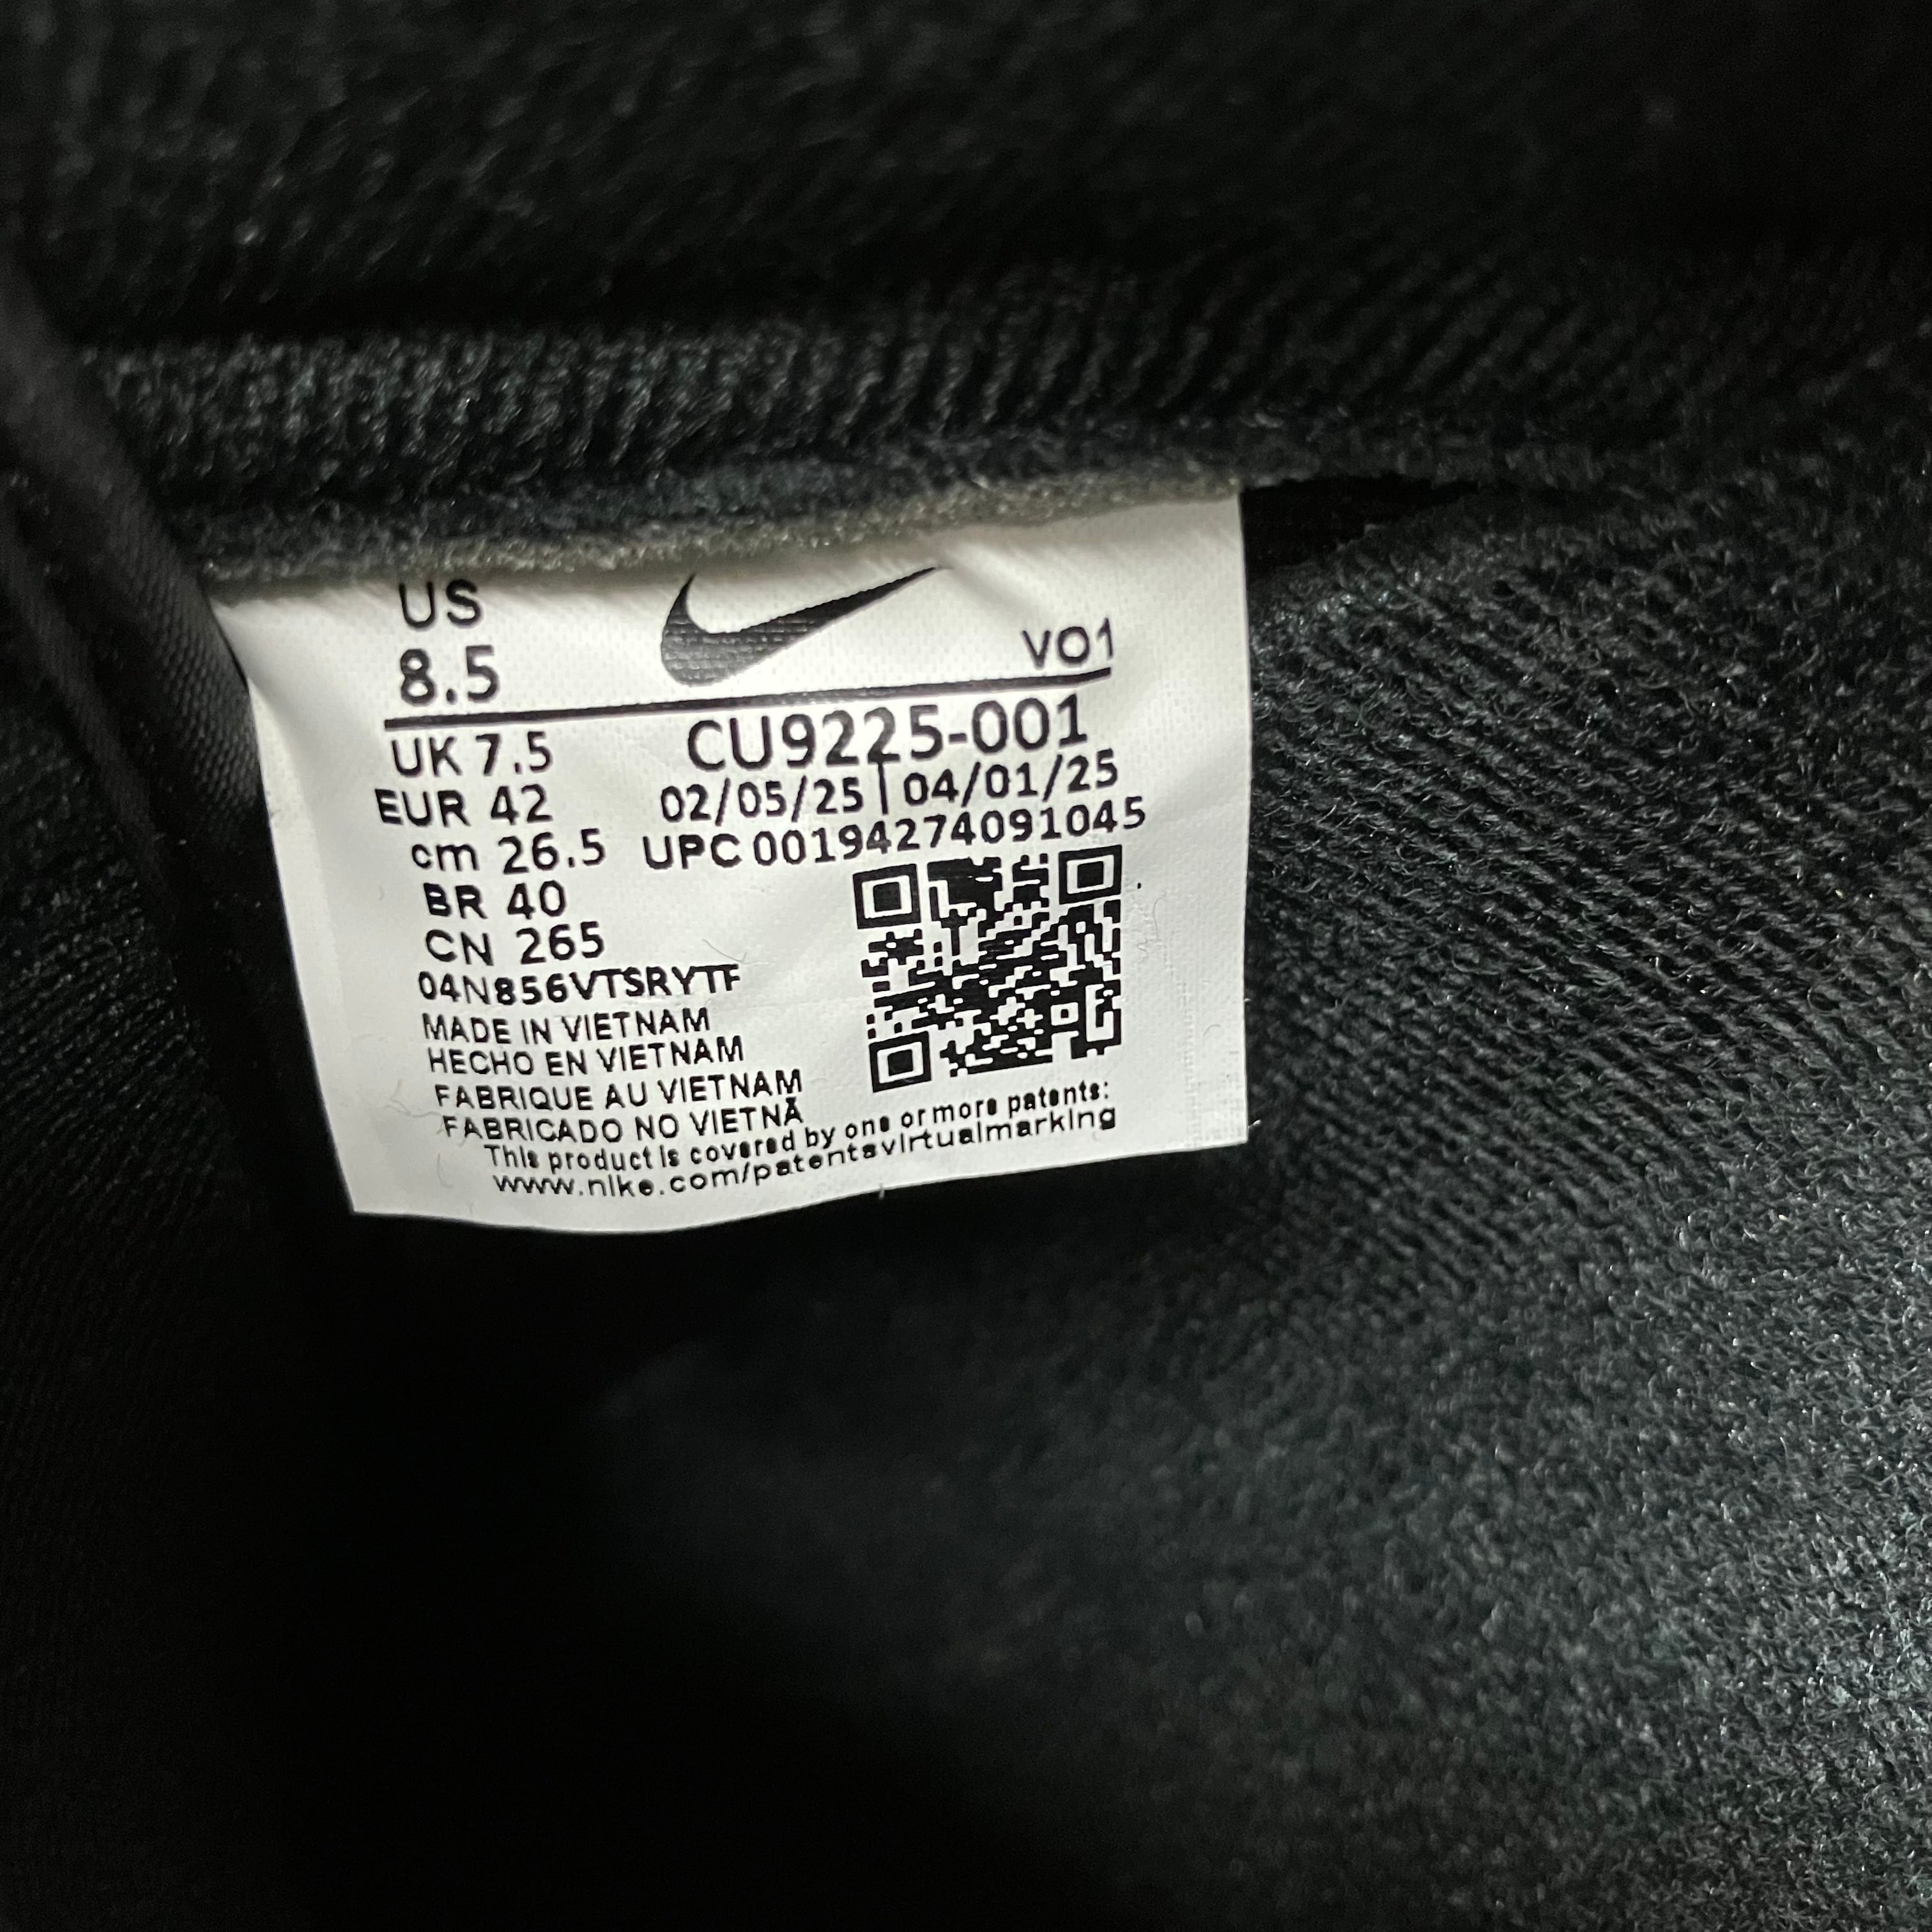 US
8.5
VO1
UK 7.5
CU9225-001
EUR 42
02/05/25 | 04/01/25
cm 26.5
UPC 00194274091045
BR 40
CN 265
04N856VTSRYTF
MADE IN VIETNAM
HECHO EN VIETNAM
FABRIQUE AU VIETNAM
FABRICADO NO VIETNÃ
This product is covered by one or more patents:
www.nike.com/patentsvirtualmarking